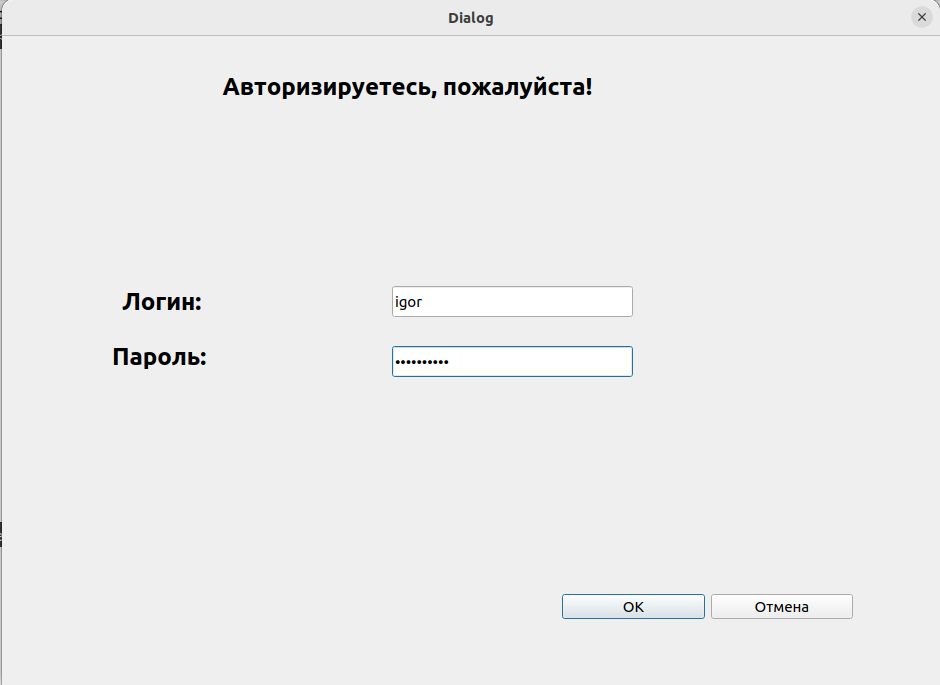 Dialog
Авторизируетесь, пожалуйста!
Логин:
igor
Пароль:
••••••••••
OK
Отмена